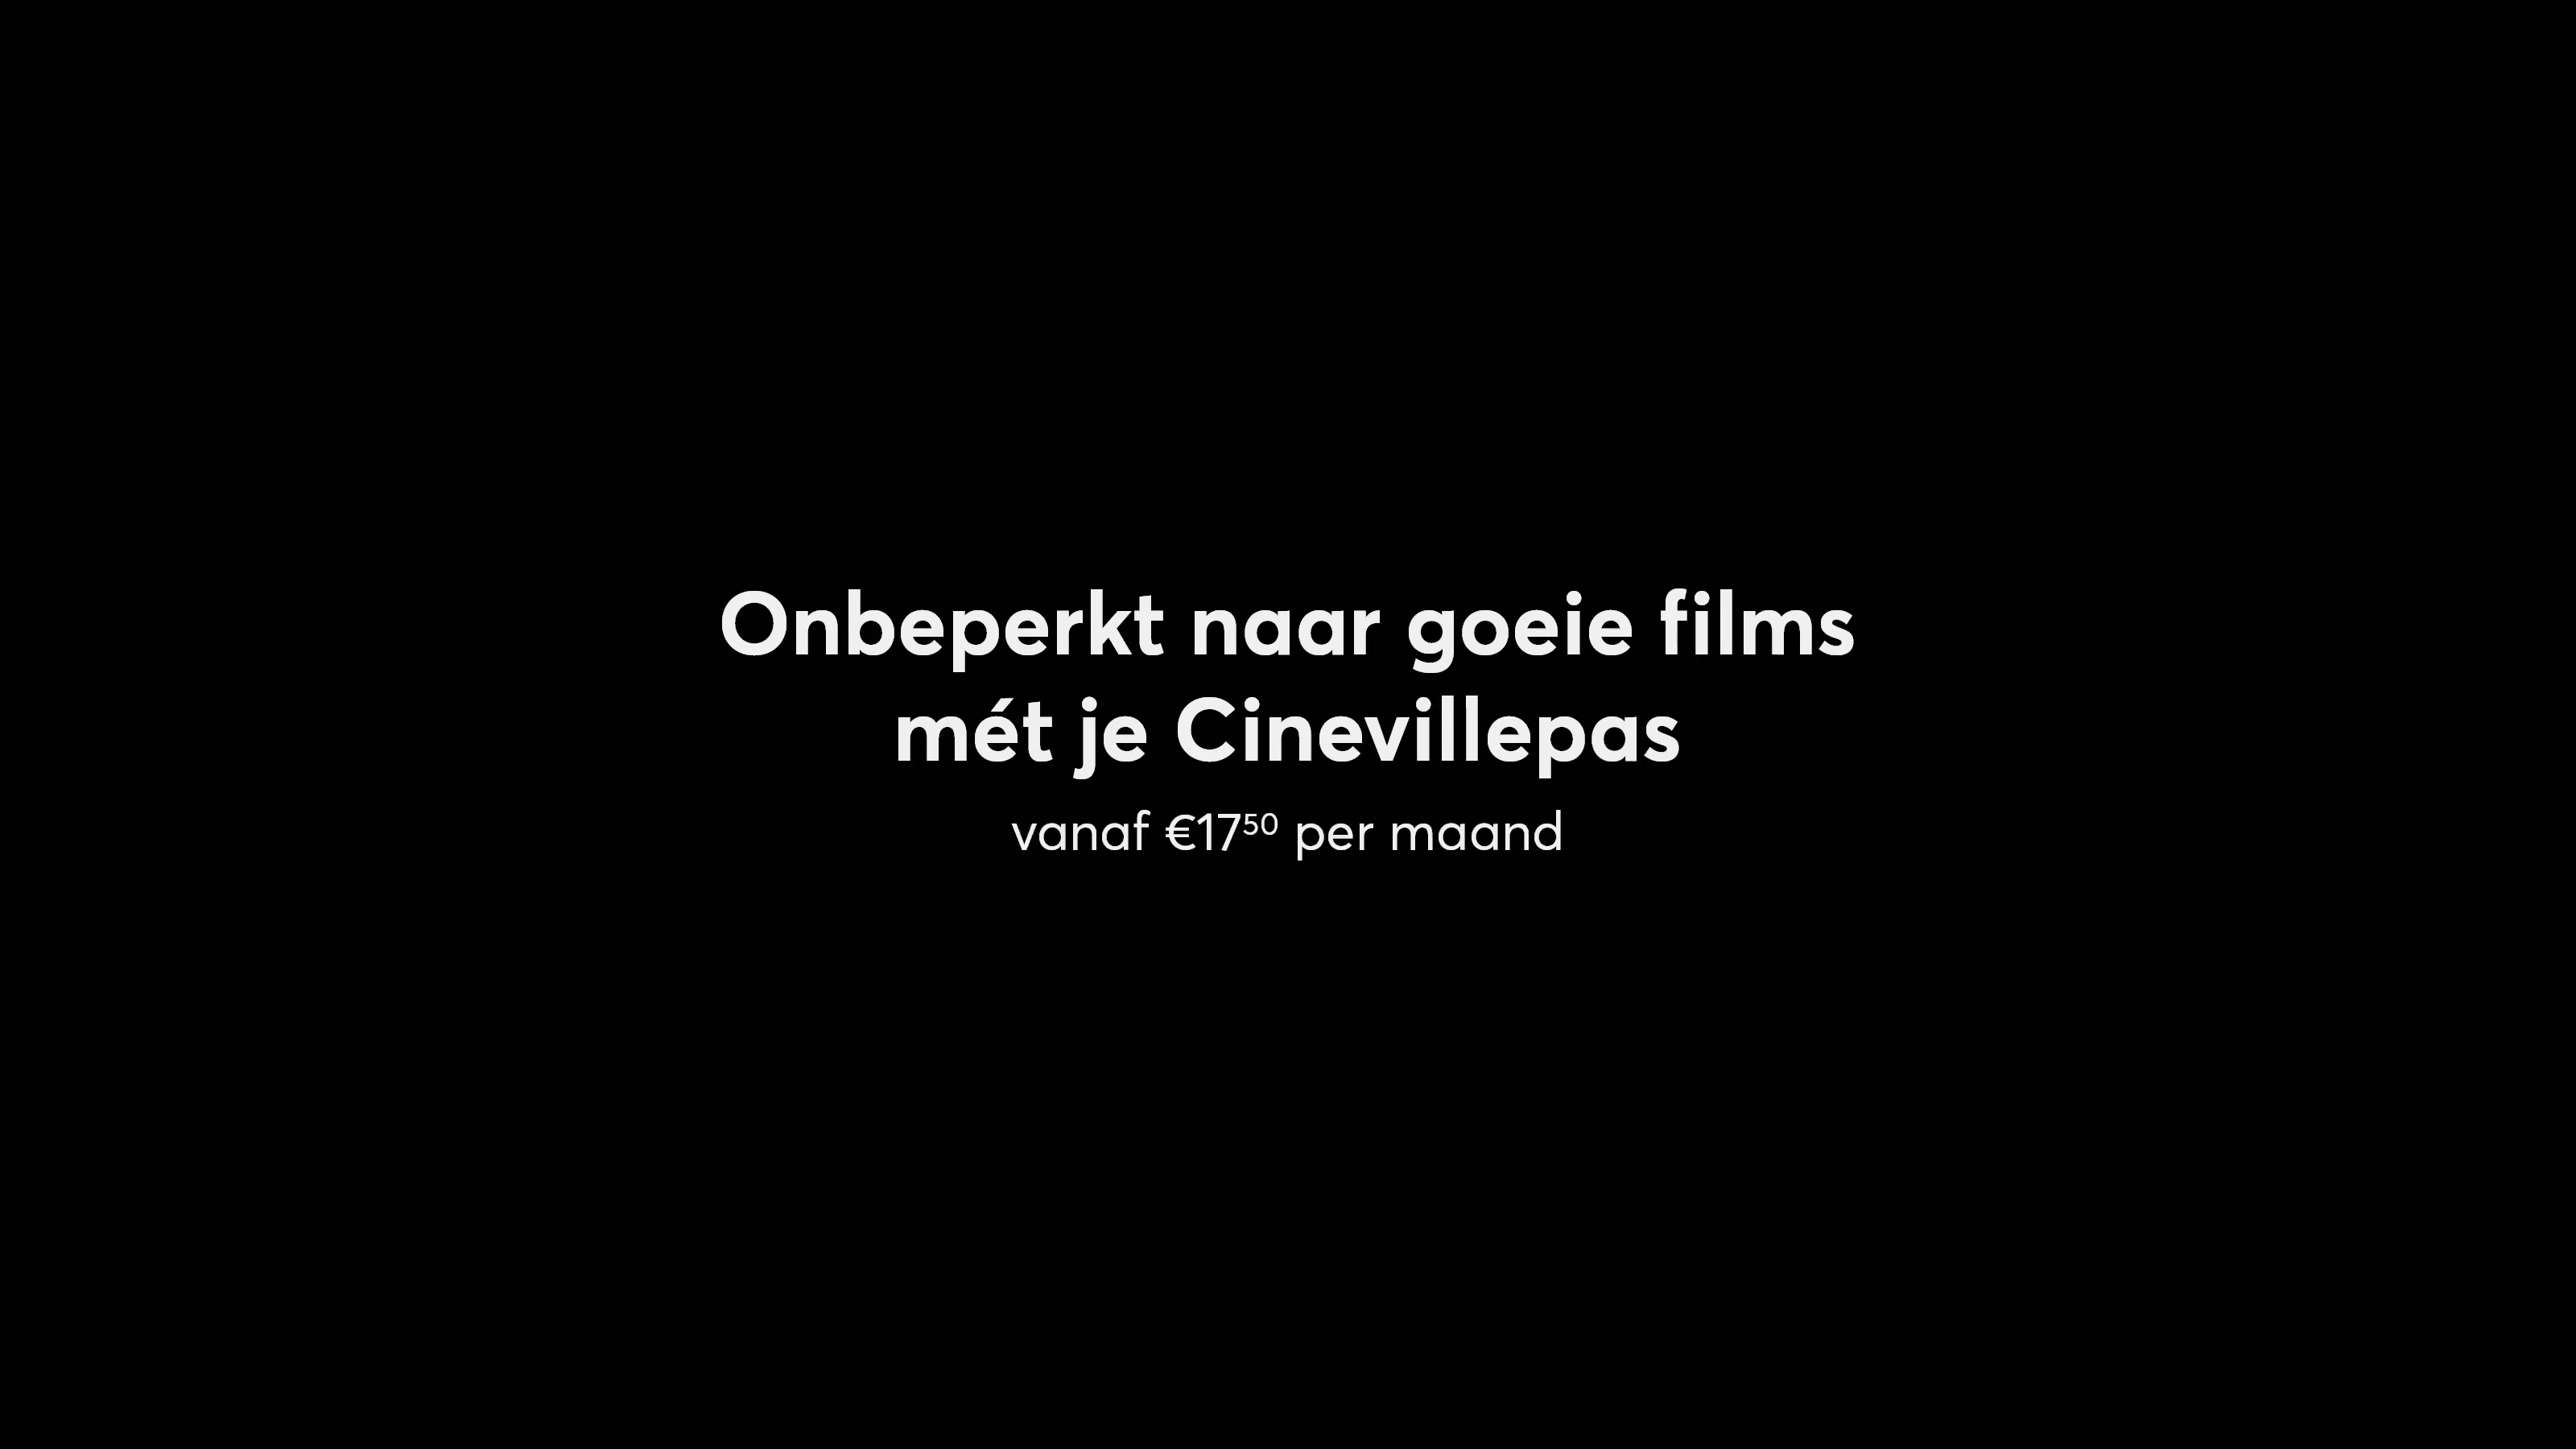 Onbeperkt naar goeie films
mét je Cinevillepas
vanaf €17⁵⁰ per maand